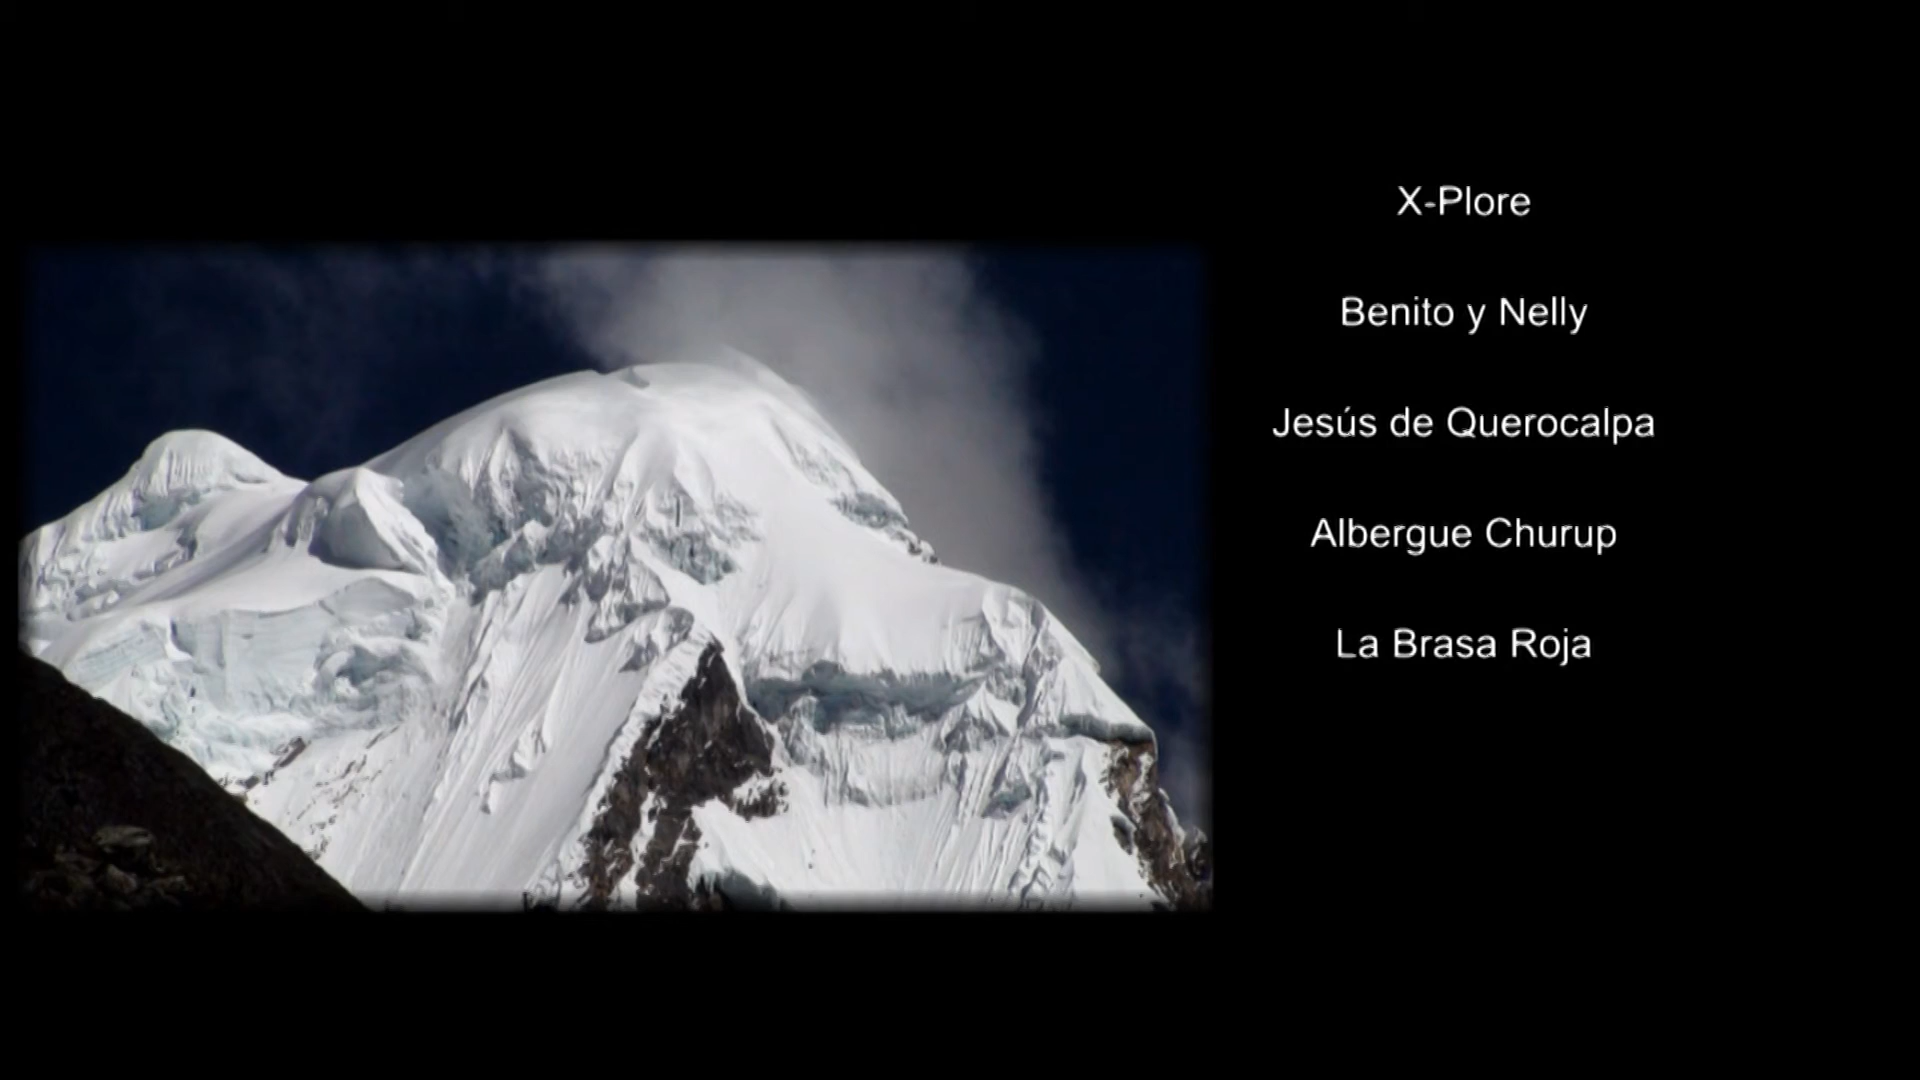 X-Plore
Benito y Nelly
Jesús de Querocalpa
Albergue Churup
La Brasa Roja